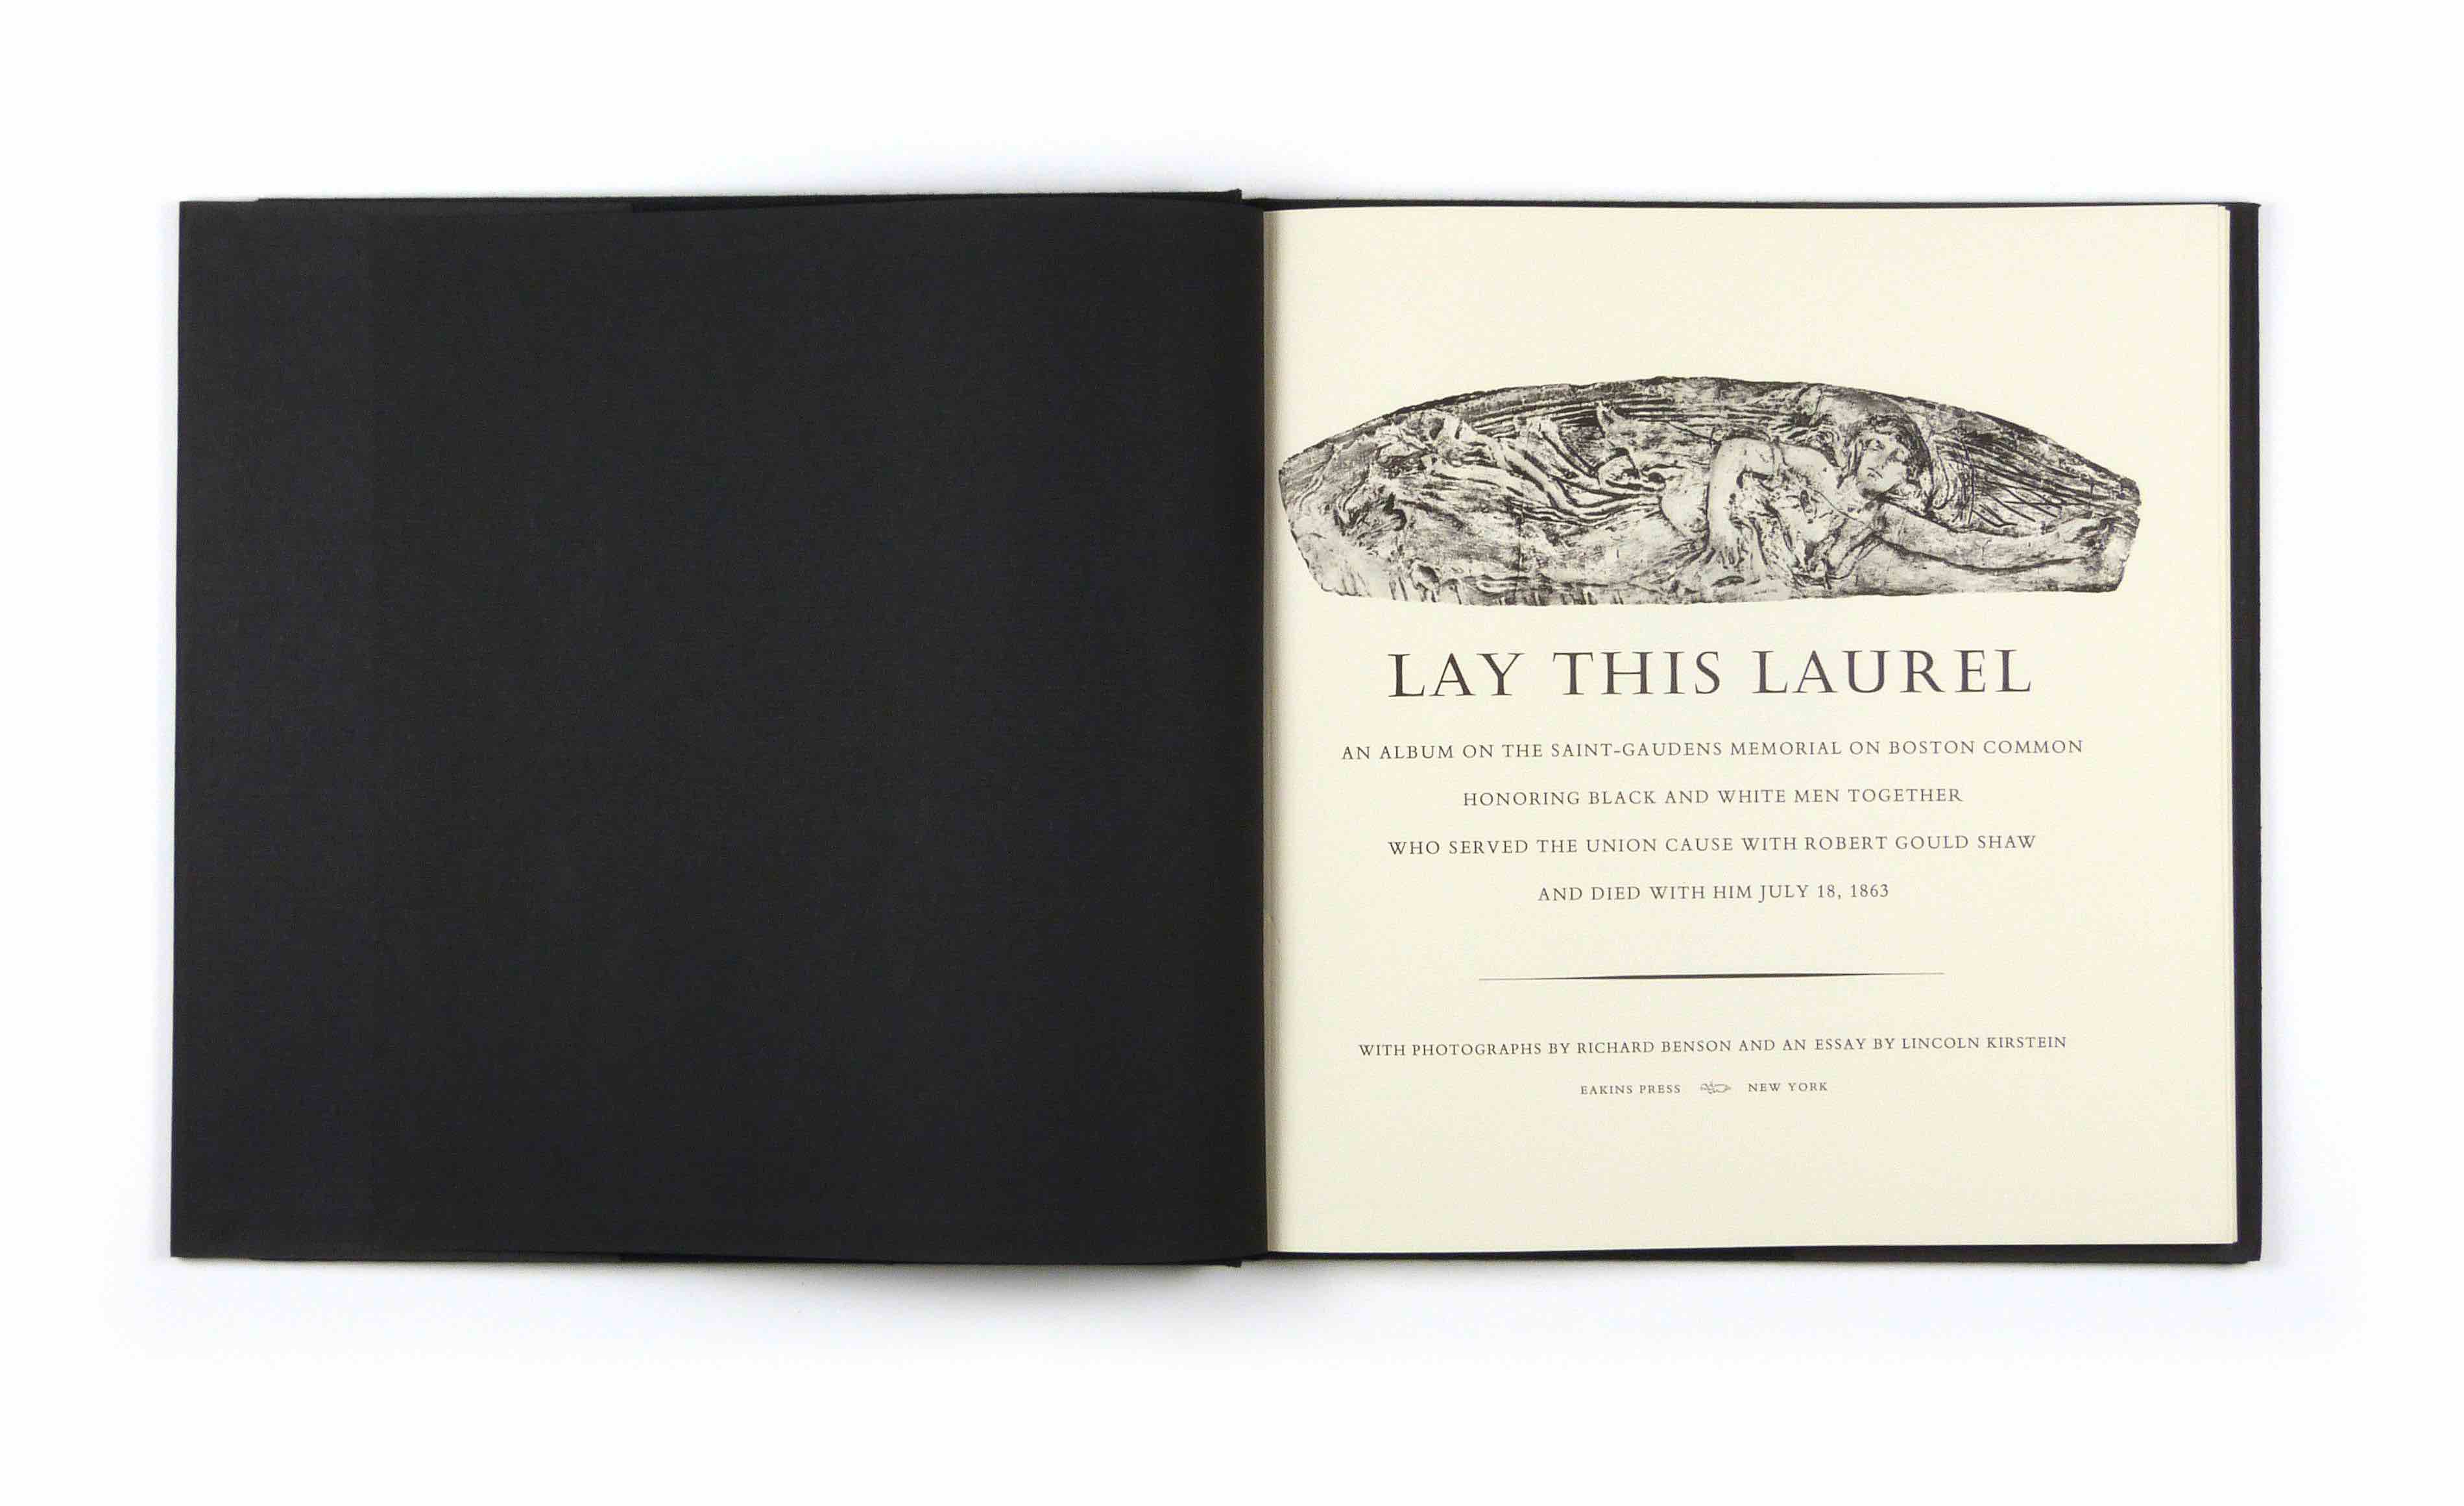 LAY THIS LAUREL
AN ALBUM ON THE SAINT-GAUDENS MEMORIAL ON BOSTON COMMON
HONORING BLACK AND WHITE MEN TOGETHER
WHO SERVED THE UNION CAUSE WITH ROBERT GOULD SHAW
AND DIED WITH HIM JULY 18, 1863
WITH PHOTOGRAPHS BY RICHARD BENSON AND AN ESSAY BY LINCOLN KIRSTEIN
EAKINS PRESS NEW YORK